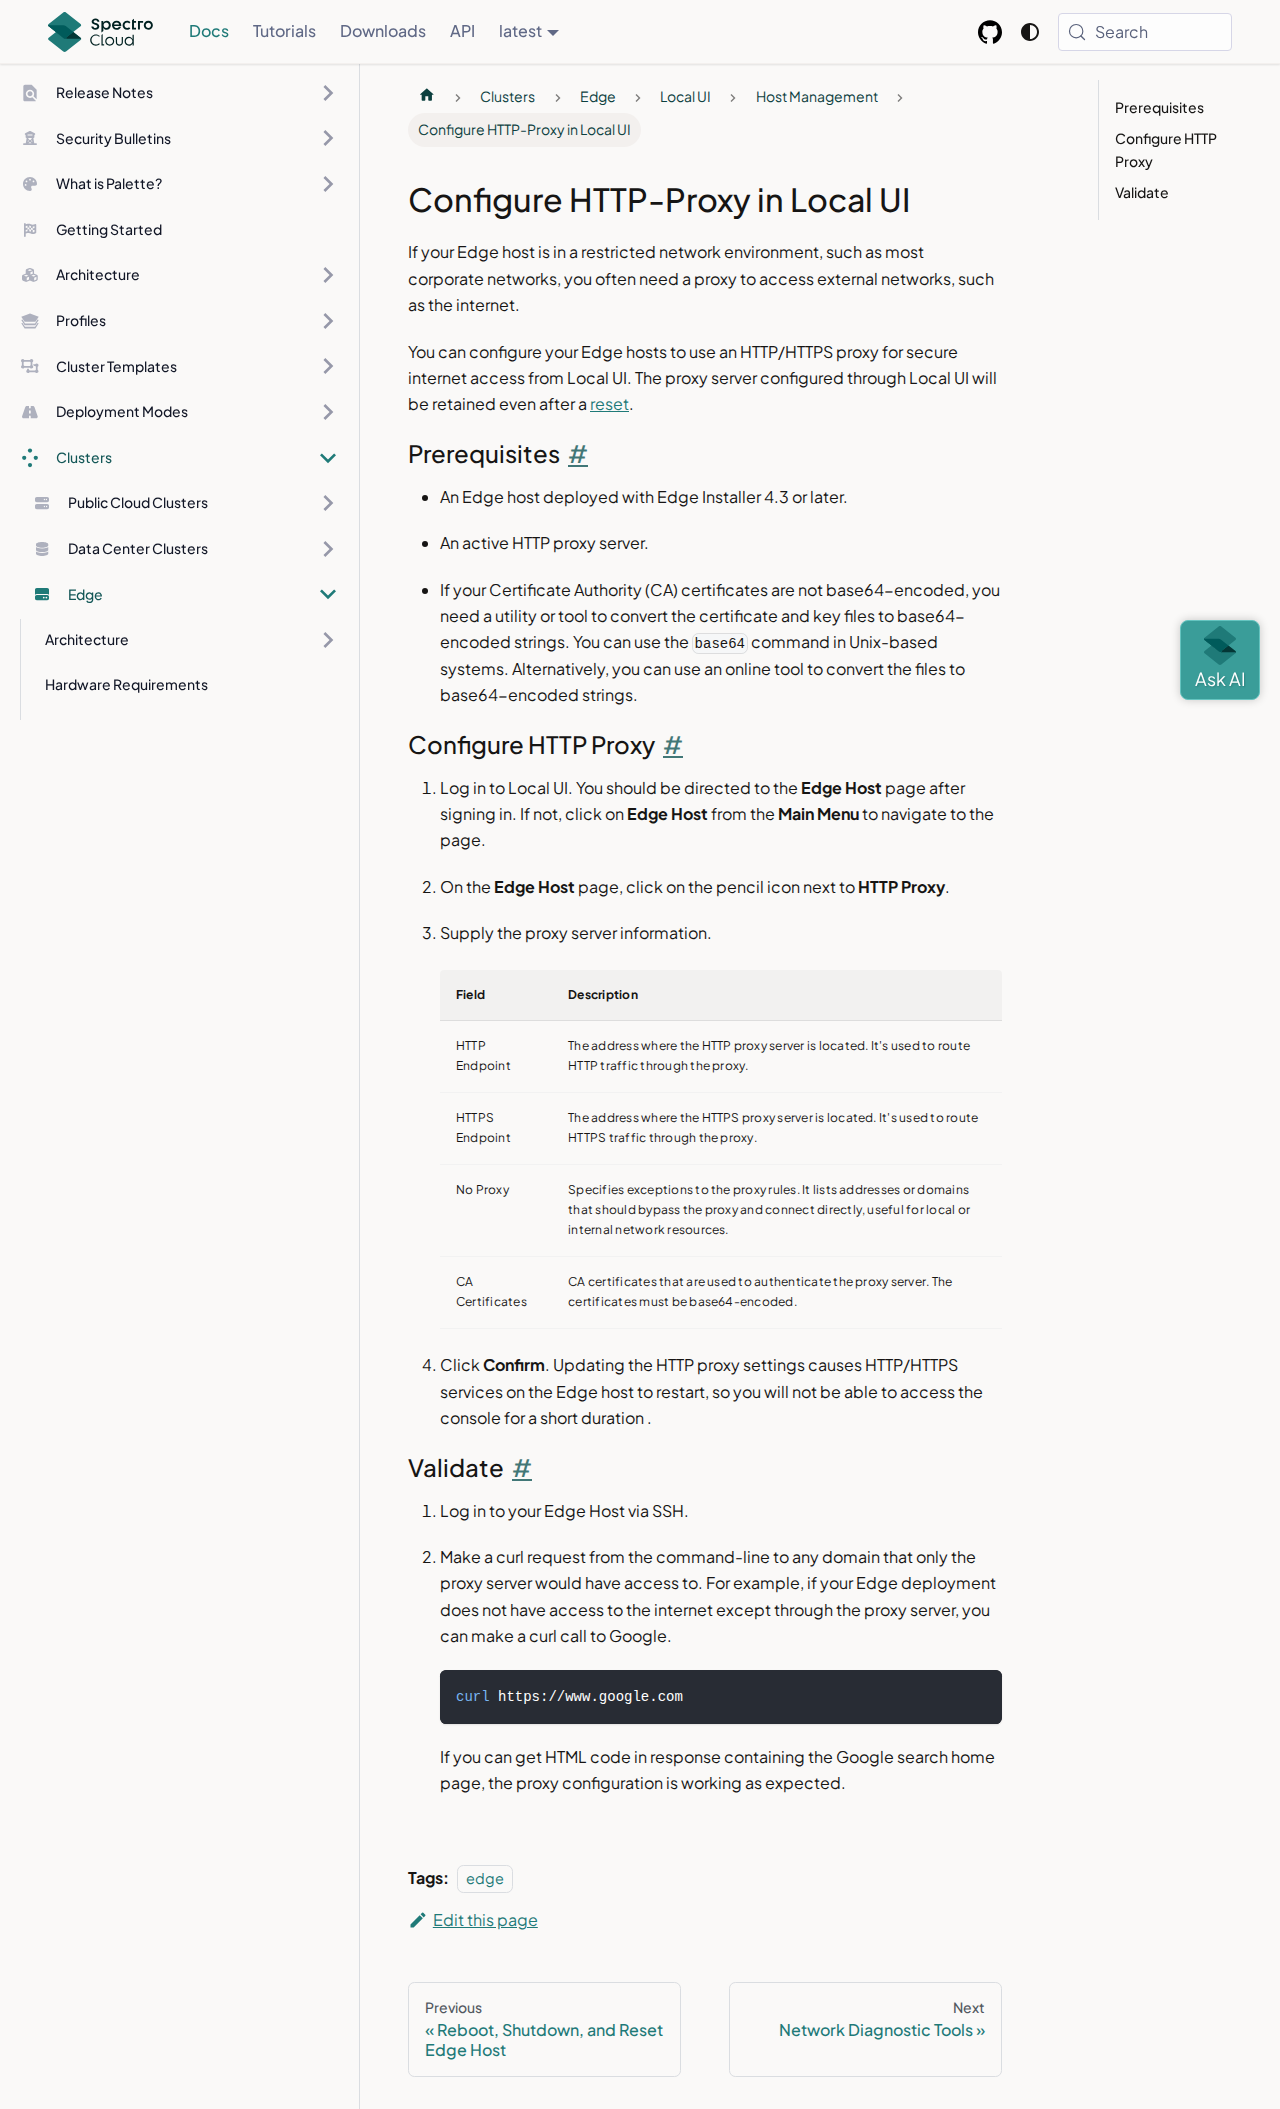 Spectro Cloud
Docs
Tutorials
Downloads
API
latest
Search
Release Notes
Security Bulletins
What is Palette?
Getting Started
Architecture
Profiles
Cluster Templates
Deployment Modes
Clusters
Public Cloud Clusters
Data Center Clusters
Edge
Architecture
Hardware Requirements
Clusters > Edge > Local UI > Host Management >
Configure HTTP-Proxy in Local UI
Configure HTTP-Proxy in Local UI
If your Edge host is in a restricted network environment, such as most
corporate networks, you often need a proxy to access external networks, such
as the internet.
You can configure your Edge hosts to use an HTTP/HTTPS proxy for secure
internet access from Local UI. The proxy server configured through Local UI will
be retained even after a reset.
Prerequisites #
• An Edge host deployed with Edge Installer 4.3 or later.
• An active HTTP proxy server.
• If your Certificate Authority (CA) certificates are not base64-encoded, you
need a utility or tool to convert the certificate and key files to base64-
encoded strings. You can use the base64 command in Unix-based
systems. Alternatively, you can use an online tool to convert the files to
base64-encoded strings.
Configure HTTP Proxy #
1. Log in to Local UI. You should be directed to the Edge Host page after
signing in. If not, click on Edge Host from the Main Menu to navigate to the
page.
2. On the Edge Host page, click on the pencil icon next to HTTP Proxy.
3. Supply the proxy server information.
Field Description
HTTP Endpoint The address where the HTTP proxy server is located. It's used to route
HTTP traffic through the proxy.
HTTPS Endpoint The address where the HTTPS proxy server is located. It's used to route
HTTPS traffic through the proxy.
No Proxy Specifies exceptions to the proxy rules. It lists addresses or domains
that should bypass the proxy and connect directly, useful for local or
internal network resources.
CA Certificates CA certificates that are used to authenticate the proxy server. The
certificates must be base64-encoded.
4. Click Confirm. Updating the HTTP proxy settings causes HTTP/HTTPS
services on the Edge host to restart, so you will not be able to access the
console for a short duration .
Validate #
1. Log in to your Edge Host via SSH.
2. Make a curl request from the command-line to any domain that only the
proxy server would have access to. For example, if your Edge deployment
does not have access to the internet except through the proxy server, you
can make a curl call to Google.
curl https://www.google.com
If you can get HTML code in response containing the Google search home
page, the proxy configuration is working as expected.
Tags: edge
Edit this page
Previous
« Reboot, Shutdown, and Reset
Edge Host
Next
Network Diagnostic Tools »
Prerequisites
Configure HTTP
Proxy
Validate
Ask AI